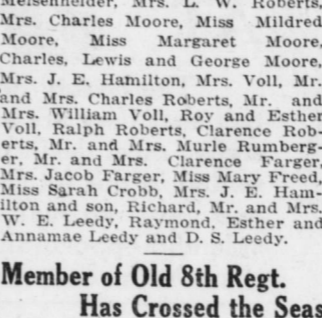 Meisenhelder, Mrs. L. W. Roberts,
Mrs. Charles Moore, Miss Mildred
Moore, Miss Margaret Moore,
Charles, Lewis and George Moore,
Mrs. J. E. Hamilton, Mrs. Voll, Mr.
and Mrs. Charles Roberts, Mr. and
Mrs. William Voll, Roy and Esther
Voll, Ralph Roberts, Clarence Rob-
erts, Mr. and Mrs. Murle Rumberg-
er, Mr. and Mrs. Clarence Farger,
Mrs. Jacob Farger, Miss Mary Freed,
Miss Sarah Crobb, Mrs. J. E. Ham-
ilton and son, Richard, Mr. and Mrs.
W. E. Leedy, Raymond, Esther and
Annamae Leedy and D. S. Leedy.
Member of Old 8th Regt.
Has Crossed the Seas